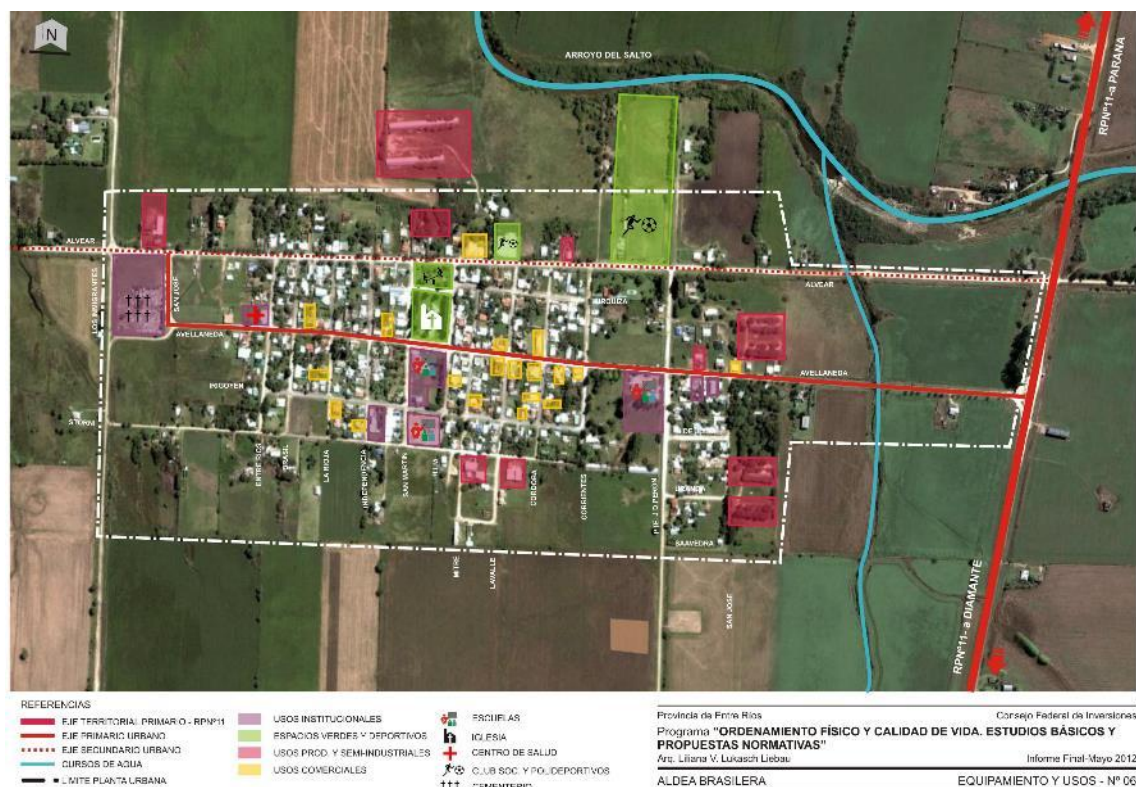 N
ARROYO DEL SALTO
RPNº11-a PARANA
ALVEAR
LOS INMIGRANTES
SAN JOSE
AVELLANEDA
URQUIZA
ALVEAR
AVELLANEDA
STORNI
ENTRE RIOS
BRASIL
LA RIOJA
INDEPENDENCIA
SAN MARTIN
CORDOBA
CORRIENTES
PTE J.D.PERON
SAAVEDRA
MITRE
LAVALLE
SAN JOSE
RPNº11- a DIAMANTE
REFERENCIAS
EJE TERRITORIAL PRIMARIO - RPNº11
EJE PRIMARIO URBANO
EJE SECUNDARIO URBANO
CURSOS DE AGUA
LIMITE PLANTA URBANA
USOS INSTITUCIONALES
ESPACIOS VERDES Y DEPORTIVOS
USOS PROD. Y SEMI-INDUSTRIALES
USOS COMERCIALES
ESCUELAS
IGLESIA
CENTRO DE SALUD
CLUB SOC. Y POLIDEPORTIVOS
CEMENTERIO
Provincia de Entre Ríos Consejo Federal de Inversiones
Programa "ORDENAMIENTO FÍSICO Y CALIDAD DE VIDA. ESTUDIOS BÁSICOS Y
PROPUESTAS NORMATIVAS"
Arq. Liliana V. Lukasch Liebau Informe Final-Mayo 2012
ALDEA BRASILERA EQUIPAMIENTO Y USOS - Nº 06